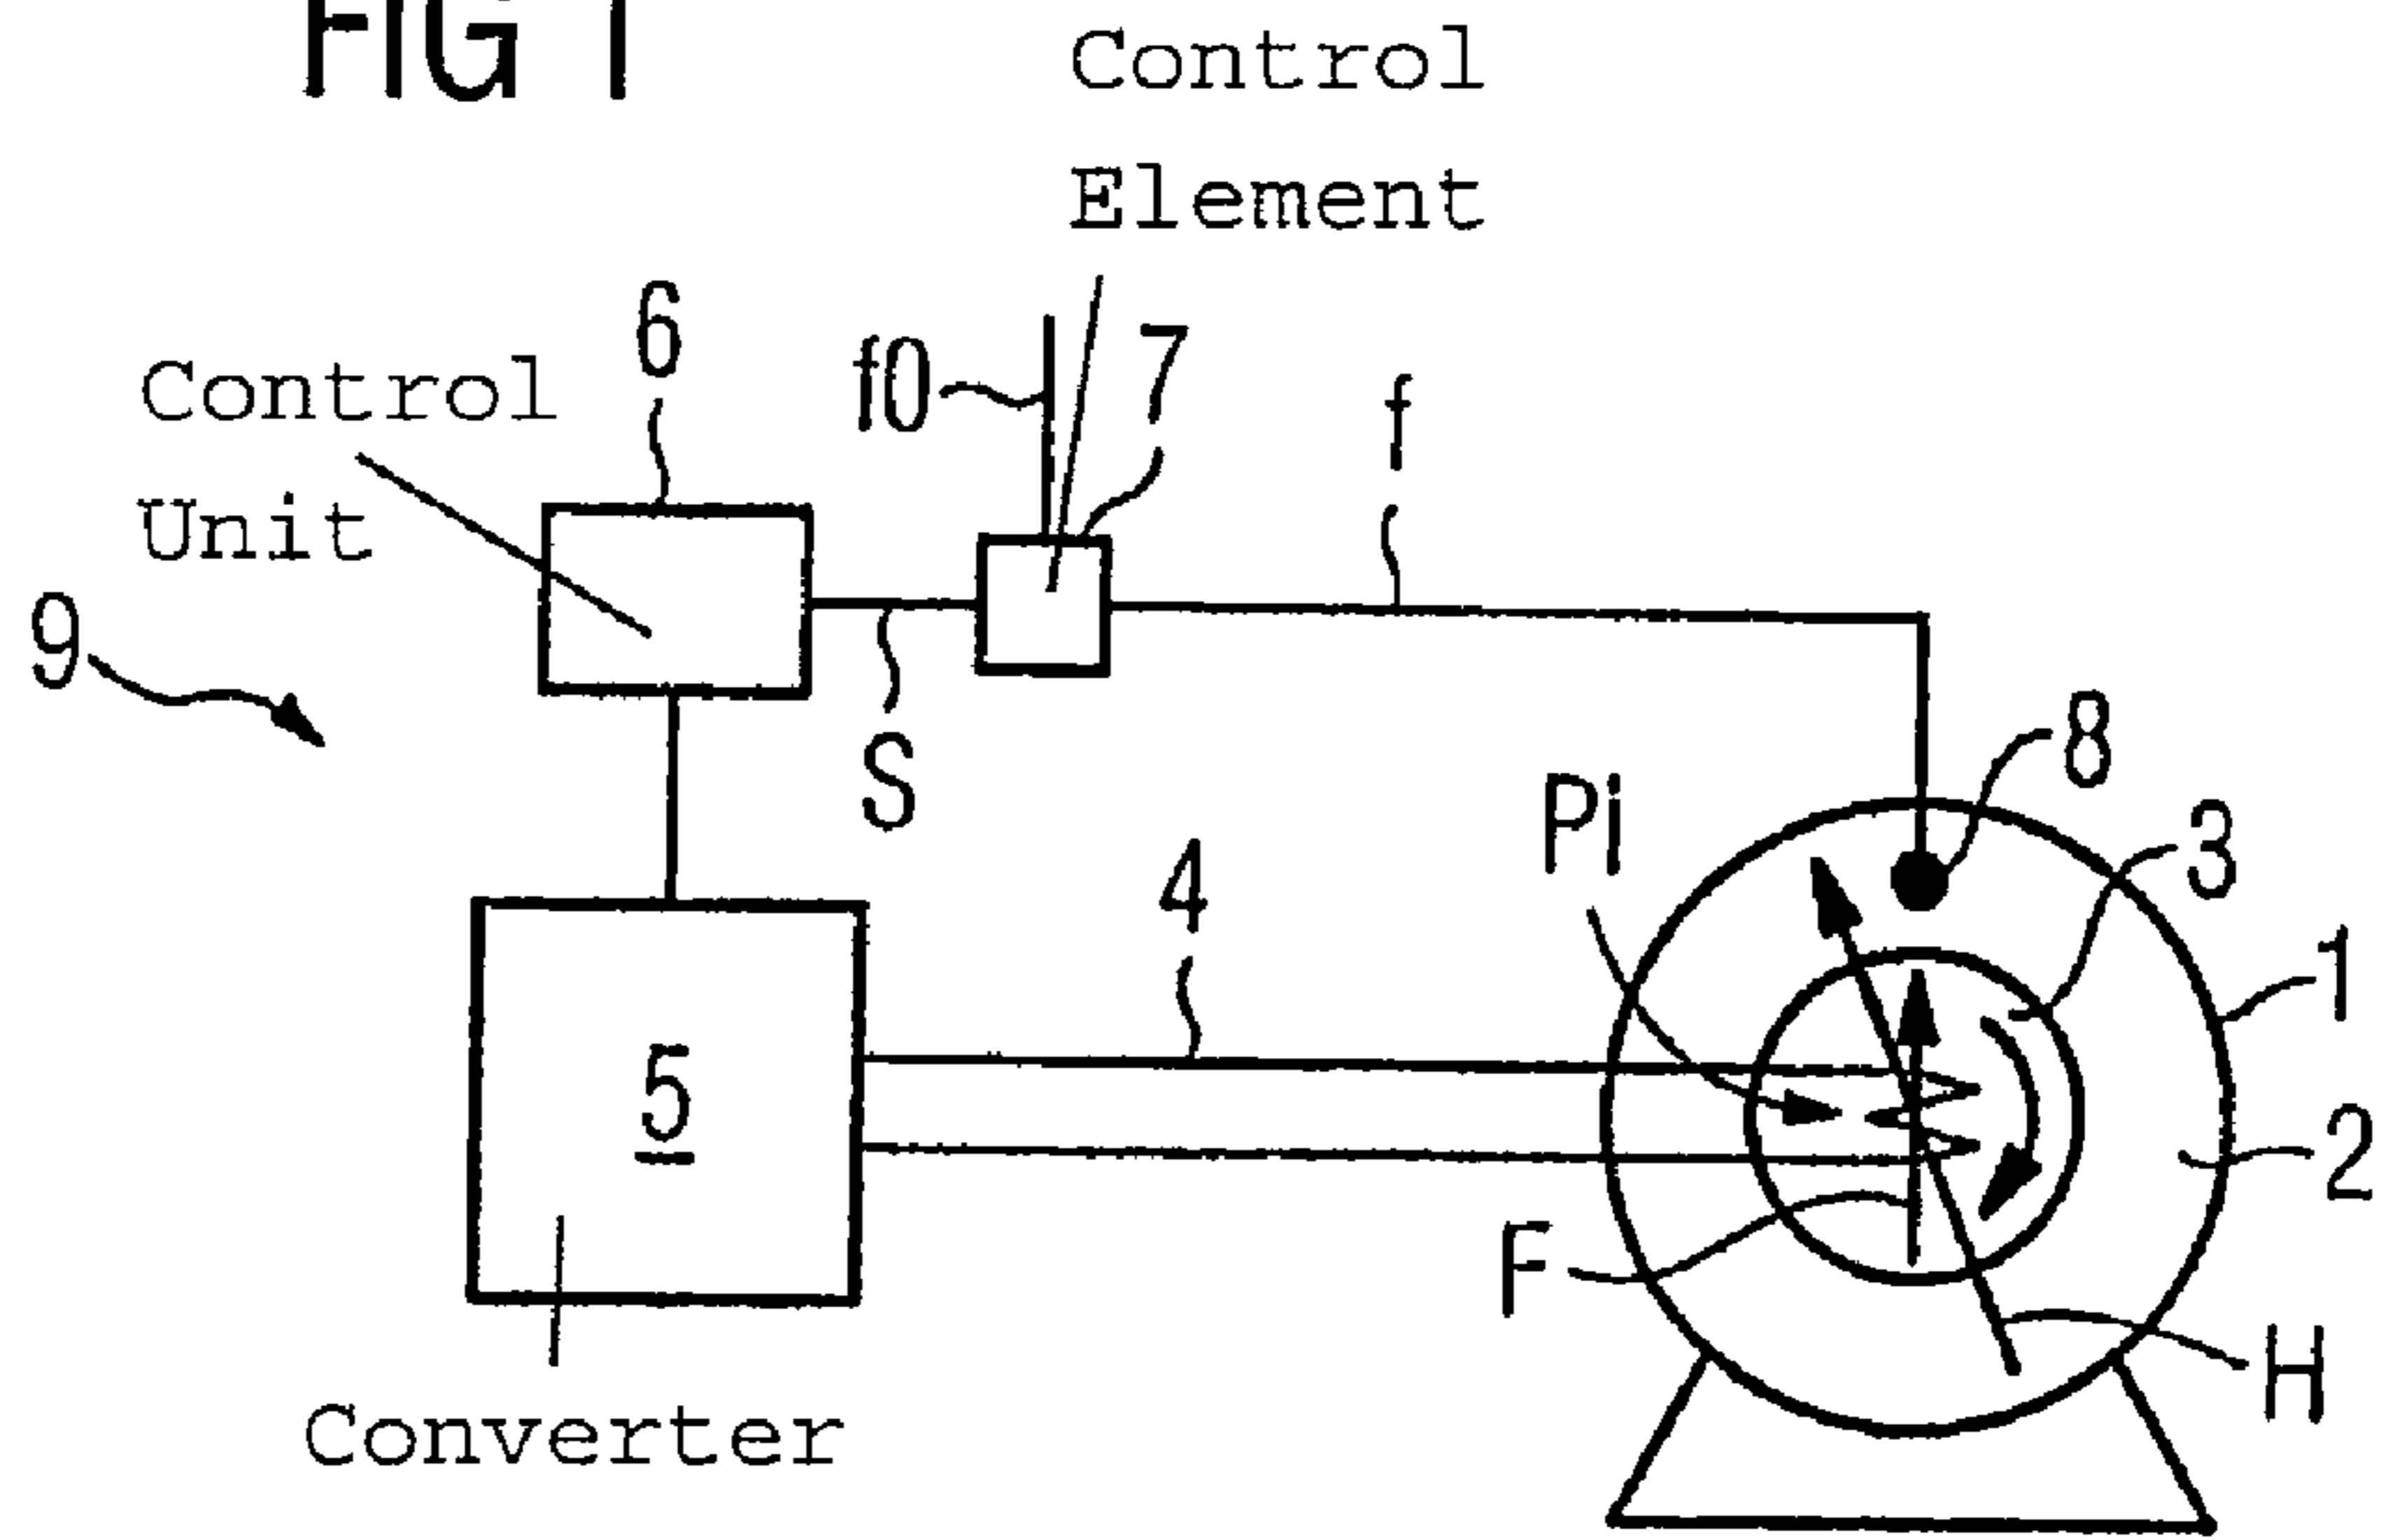 FIG 1
Control
Element
6
f0
7
f
Control
Unit
9
S
8
Pi
3
4
1
5
2
F
H
Converter